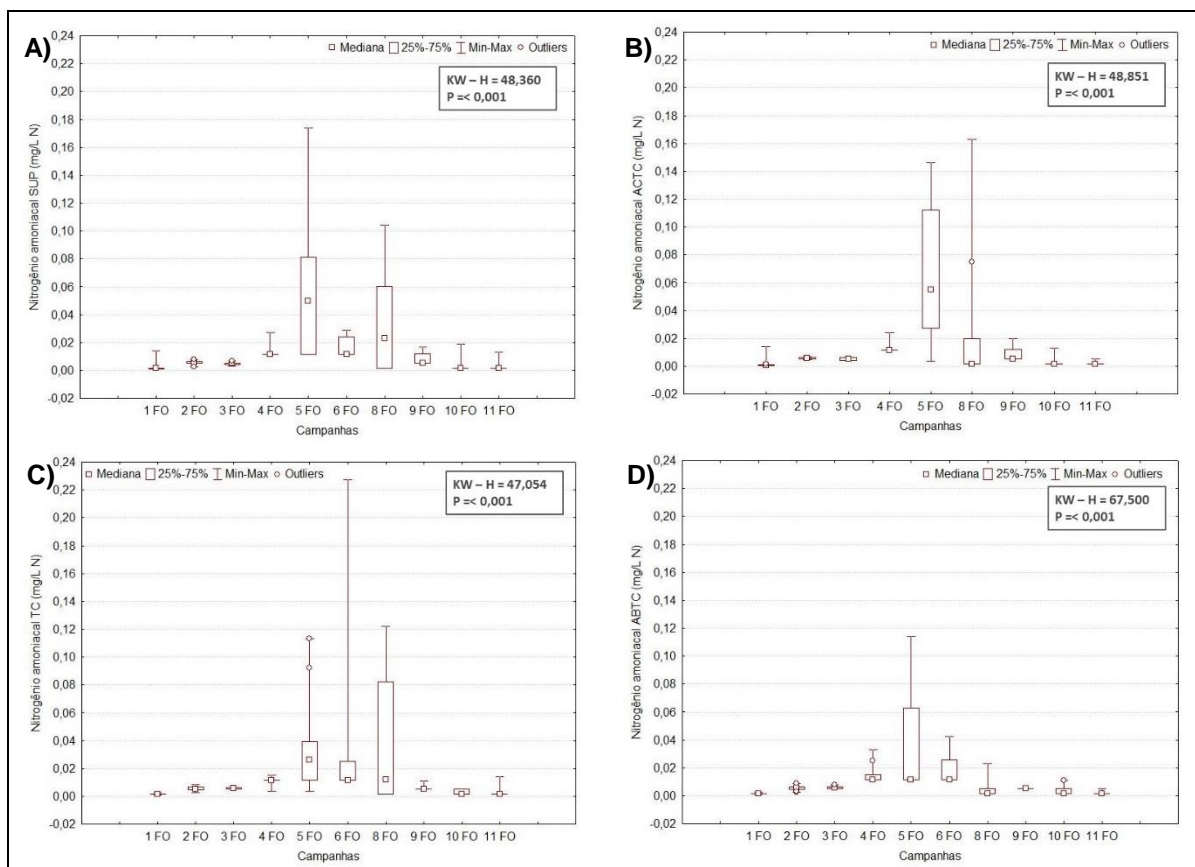 A)
0,24
0,22
0,20
0,18
0,16
0,14
0,12
0,10
0,08
0,06
0,04
0,02
0,00
-0,02
Nitrogênio amoniacal SUP (mg/L N)
Mediana 25%-75% Min-Max Outliers
KW – H = 48,360
P =< 0,001
1 FO 2 FO 3 FO 4 FO 5 FO 6 FO 8 FO 9 FO 10 FO 11 FO
Campanhas
B)
0,24
0,22
0,20
0,18
0,16
0,14
0,12
0,10
0,08
0,06
0,04
0,02
0,00
-0,02
Nitrogênio amoniacal ACTC (mg/L N)
Mediana 25%-75% Min-Max Outliers
KW – H = 48,851
P =< 0,001
1 FO 2 FO 3 FO 4 FO 5 FO 8 FO 9 FO 10 FO 11 FO
Campanhas
C)
0,24
0,22
0,20
0,18
0,16
0,14
0,12
0,10
0,08
0,06
0,04
0,02
0,00
-0,02
Nitrogênio amoniacal TC (mg/L N)
Mediana 25%-75% Min-Max Outliers
KW – H = 47,054
P =< 0,001
1 FO 2 FO 3 FO 4 FO 5 FO 6 FO 8 FO 9 FO 10 FO 11 FO
Campanhas
D)
0,24
0,22
0,20
0,18
0,16
0,14
0,12
0,10
0,08
0,06
0,04
0,02
0,00
-0,02
Nitrogênio amoniacal ABTC (mg/L N)
Mediana 25%-75% Min-Max Outliers
KW – H = 67,500
P =< 0,001
1 FO 2 FO 3 FO 4 FO 5 FO 6 FO 8 FO 9 FO 10 FO 11 FO
Campanhas